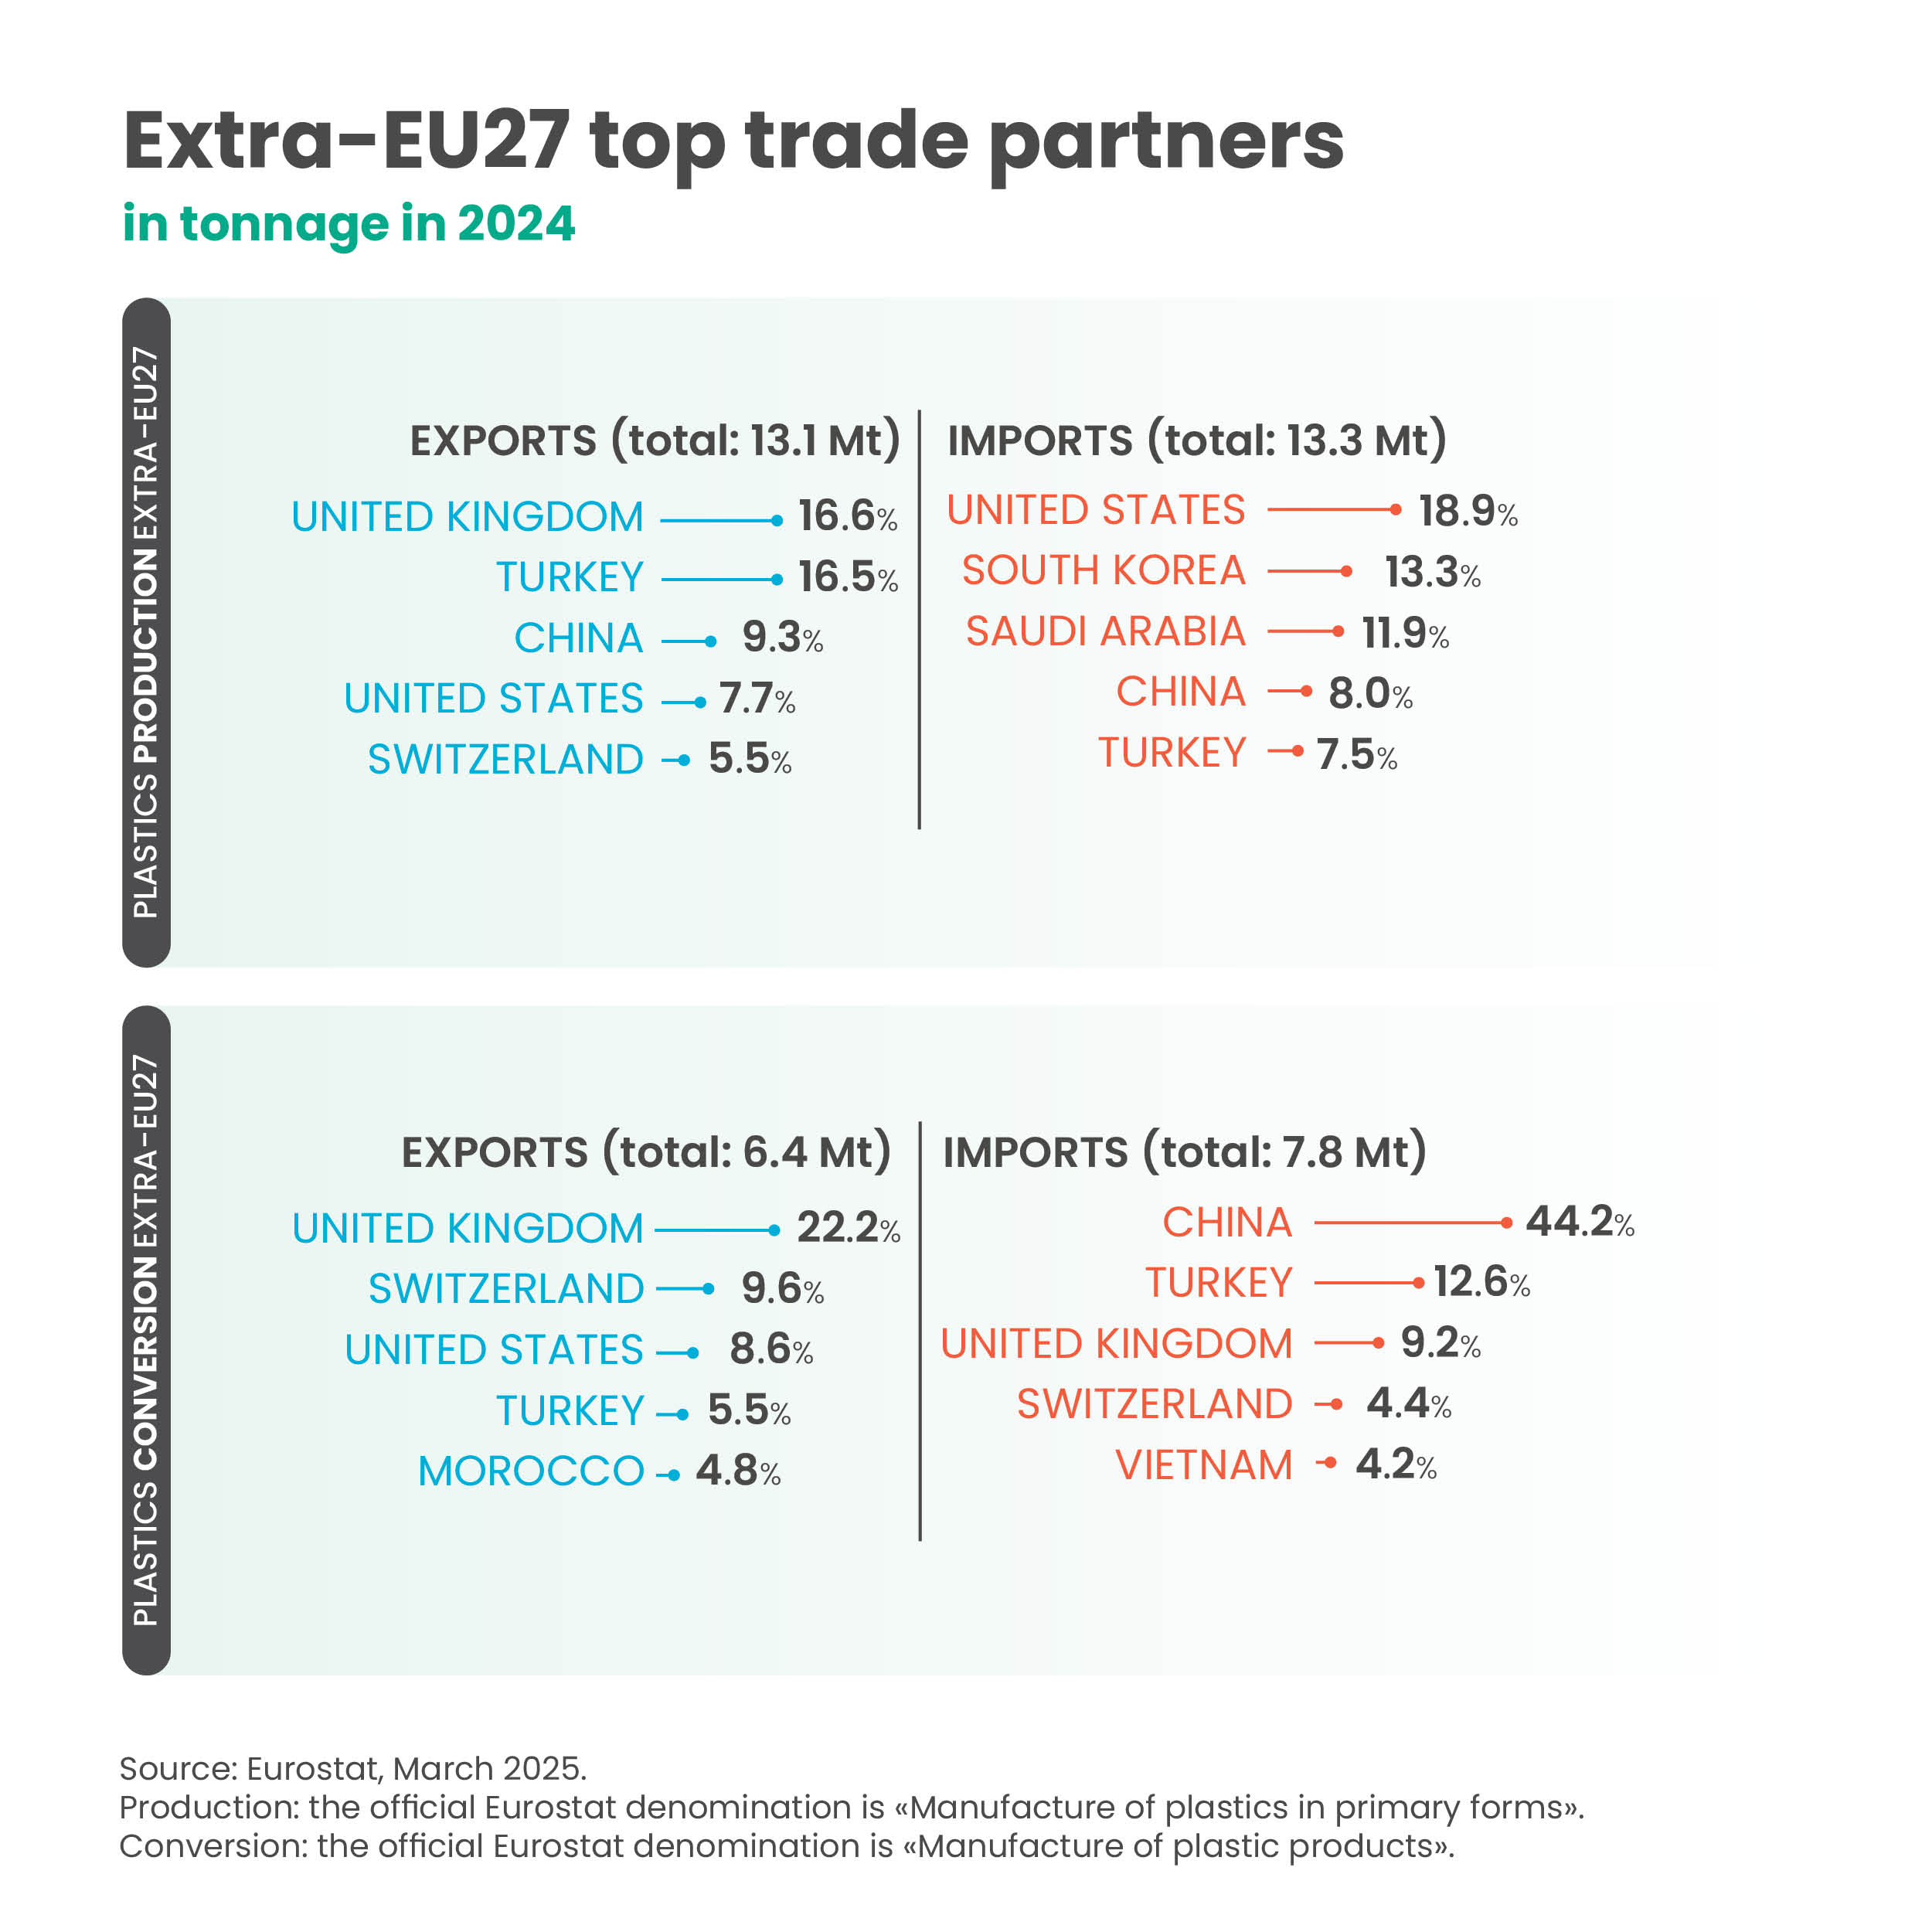 Extra-EU27 top trade partners
in tonnage in 2024
PLASTICS PRODUCTION EXTRA-EU27
EXPORTS (total: 13.1 Mt)
UNITED KINGDOM 16.6%
TURKEY 16.5%
CHINA 9.3%
UNITED STATES 7.7%
SWITZERLAND 5.5%
IMPORTS (total: 13.3 Mt)
UNITED STATES 18.9%
SOUTH KOREA 13.3%
SAUDI ARABIA 11.9%
CHINA 8.0%
TURKEY 7.5%
PLASTICS CONVERSION EXTRA-EU27
EXPORTS (total: 6.4 Mt)
UNITED KINGDOM 22.2%
SWITZERLAND 9.6%
UNITED STATES 8.6%
TURKEY 5.5%
MOROCCO 4.8%
IMPORTS (total: 7.8 Mt)
CHINA 44.2%
TURKEY 12.6%
UNITED KINGDOM 9.2%
SWITZERLAND 4.4%
VIETNAM 4.2%
Source: Eurostat, March 2025.
Production: the official Eurostat denomination is «Manufacture of plastics in primary forms».
Conversion: the official Eurostat denomination is «Manufacture of plastic products».